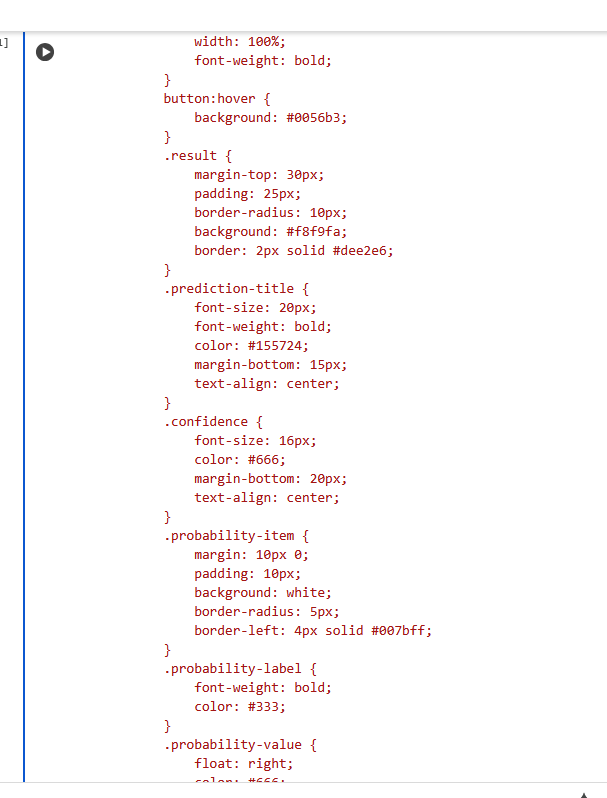 width: 100%;
font-weight: bold;
}
button:hover {
background: #0056b3;
}
.result {
margin-top: 30px;
padding: 25px;
border-radius: 10px;
background: #f8f9fa;
border: 2px solid #dee2e6;
}
.prediction-title {
font-size: 20px;
font-weight: bold;
color: #155724;
margin-bottom: 15px;
text-align: center;
}
.confidence {
font-size: 16px;
color: #666;
margin-bottom: 20px;
text-align: center;
}
.probability-item {
margin: 10px 0;
padding: 10px;
background: white;
border-radius: 5px;
border-left: 4px solid #007bff;
}
.probability-label {
font-weight: bold;
color: #333;
}
.probability-value {
float: right;
color: #666;